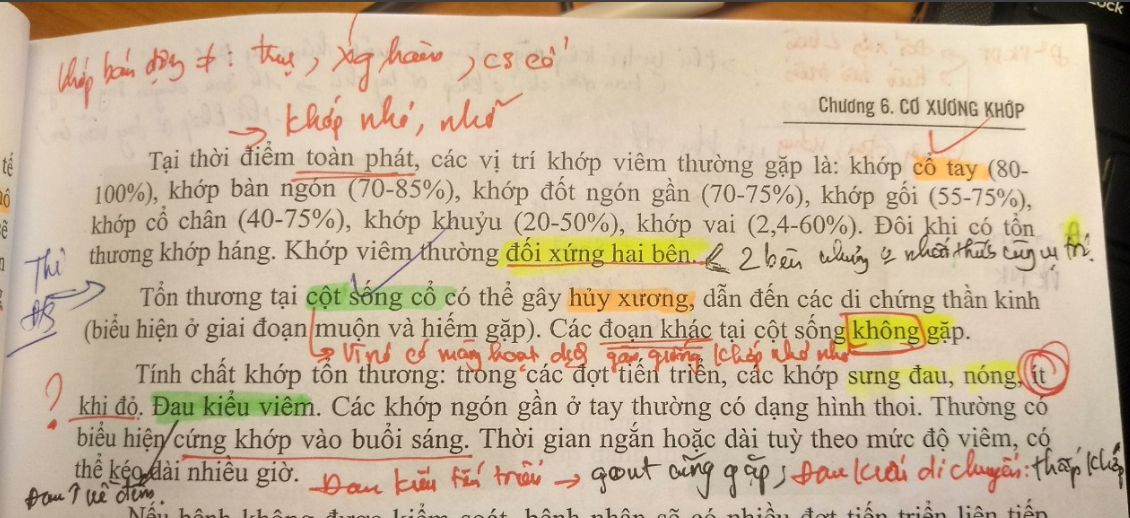 khớp bán động ≠ : thui, , cs cổ
→ khớp nhỏ, nhỡ
Chương 6. CƠ XƯƠNG KHỚP
Tại thời điểm toàn phát, các vị trí khớp viêm thường gặp là: khớp cổ tay (80-
100%), khớp bàn ngón (70-85%), khớp đốt ngón gần (70-75%), khớp gối (55-75%),
khớp cổ chân (40-75%), khớp khuỷu (20-50%), khớp vai (2,4-60%). Đôi khi có tổn
thương khớp háng. Khớp viêm thường đối xứng hai bên. 2 bên nhưng nhất thiết cùng vị trí.
Thi
Tổn thương tại cột sống cổ có thể gây hủy xương, dẫn đến các di chứng thần kinh
(biểu hiện ở giai đoạn muộn và hiếm gặp). Các đoạn khác tại cột sống không gặp.
→ Vì nó có màng hoạt dịch gần giống khớp nhỏ nhỡ
Tính chất khớp tổn thương: trong các đợt tiến triển, các khớp sưng đau, nóng, ít
? khi đỏ. Đau kiểu viêm. Các khớp ngón gần ở tay thường có dạng hình thoi. Thường có
biểu hiện cứng khớp vào buổi sáng. Thời gian ngắn hoặc dài tuỳ theo mức độ viêm, có
thể kéo dài nhiều giờ. Đau kiểu tiến triển → gout cũng gặp; Đau kiểu di chuyển: thấp khớp
Đau ↑ về đêm.
Nếu bệnh không được kiểm soát, bệnh nhân sẽ có nhiều đợt tiến triển liên tiếp
tế